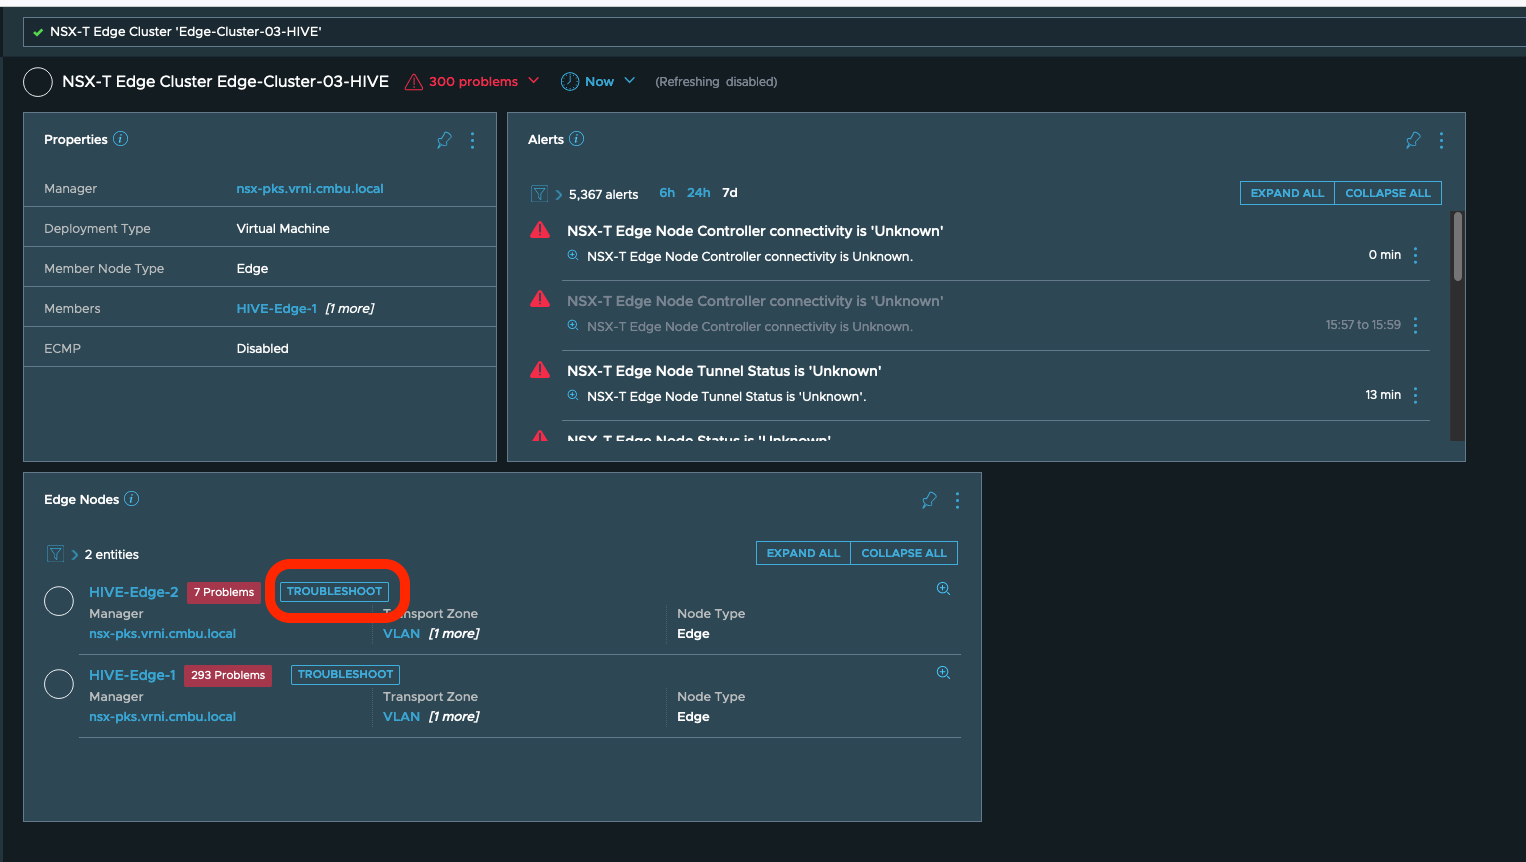 NSX-T Edge Cluster 'Edge-Cluster-03-HIVE'
NSX-T Edge Cluster Edge-Cluster-03-HIVE 300 problems Now (Refreshing disabled)
Properties
Manager nsx-pks.vrni.cmbu.local
Deployment Type Virtual Machine
Member Node Type Edge
Members HIVE-Edge-1 [1 more]
ECMP Disabled
Alerts
5,367 alerts 6h 24h 7d EXPAND ALL COLLAPSE ALL
NSX-T Edge Node Controller connectivity is 'Unknown'
NSX-T Edge Node Controller connectivity is Unknown. 0 min
NSX-T Edge Node Controller connectivity is 'Unknown'
NSX-T Edge Node Controller connectivity is Unknown. 15:57 to 15:59
NSX-T Edge Node Tunnel Status is 'Unknown'
NSX-T Edge Node Tunnel Status is 'Unknown'. 13 min
NSX-T Edge Node Status is 'Unknown'
Edge Nodes
2 entities EXPAND ALL COLLAPSE ALL
HIVE-Edge-2 7 Problems TROUBLESHOOT
Manager Transport Zone Node Type
nsx-pks.vrni.cmbu.local VLAN [1 more] Edge
HIVE-Edge-1 293 Problems TROUBLESHOOT
Manager Transport Zone Node Type
nsx-pks.vrni.cmbu.local VLAN [1 more] Edge